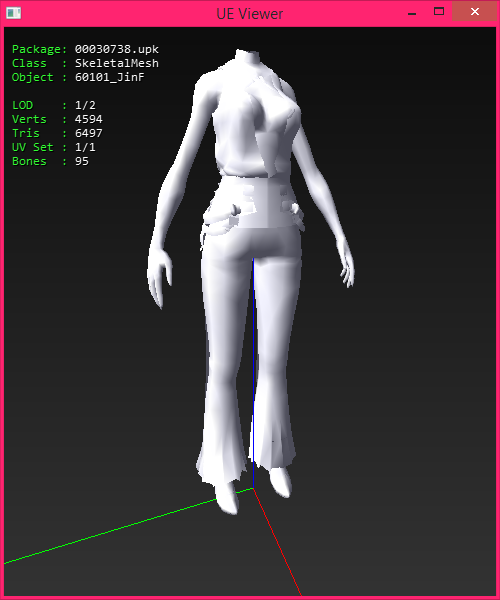 UE Viewer
Package: 00030738.upk
Class : SkeletalMesh
Object : 60101_JinF
LOD : 1/2
Verts : 4594
Tris : 6497
UV Set : 1/1
Bones : 95